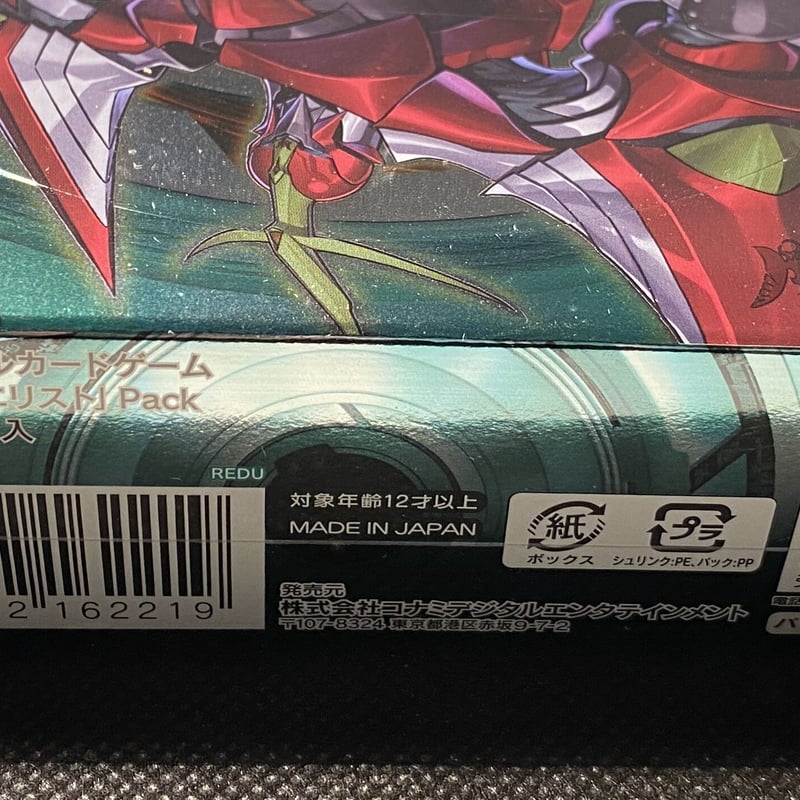 ルカードゲーム
リスト」Pack
入
REDU
対象年齢12才以上
MADE IN JAPAN
紙
ボックス
プラ
シュリンク:PE、パック:PP
2 162219
発売元
株式会社コナミデジタルエンタテインメント
〒107-8324 東京都港区赤坂9-7-2